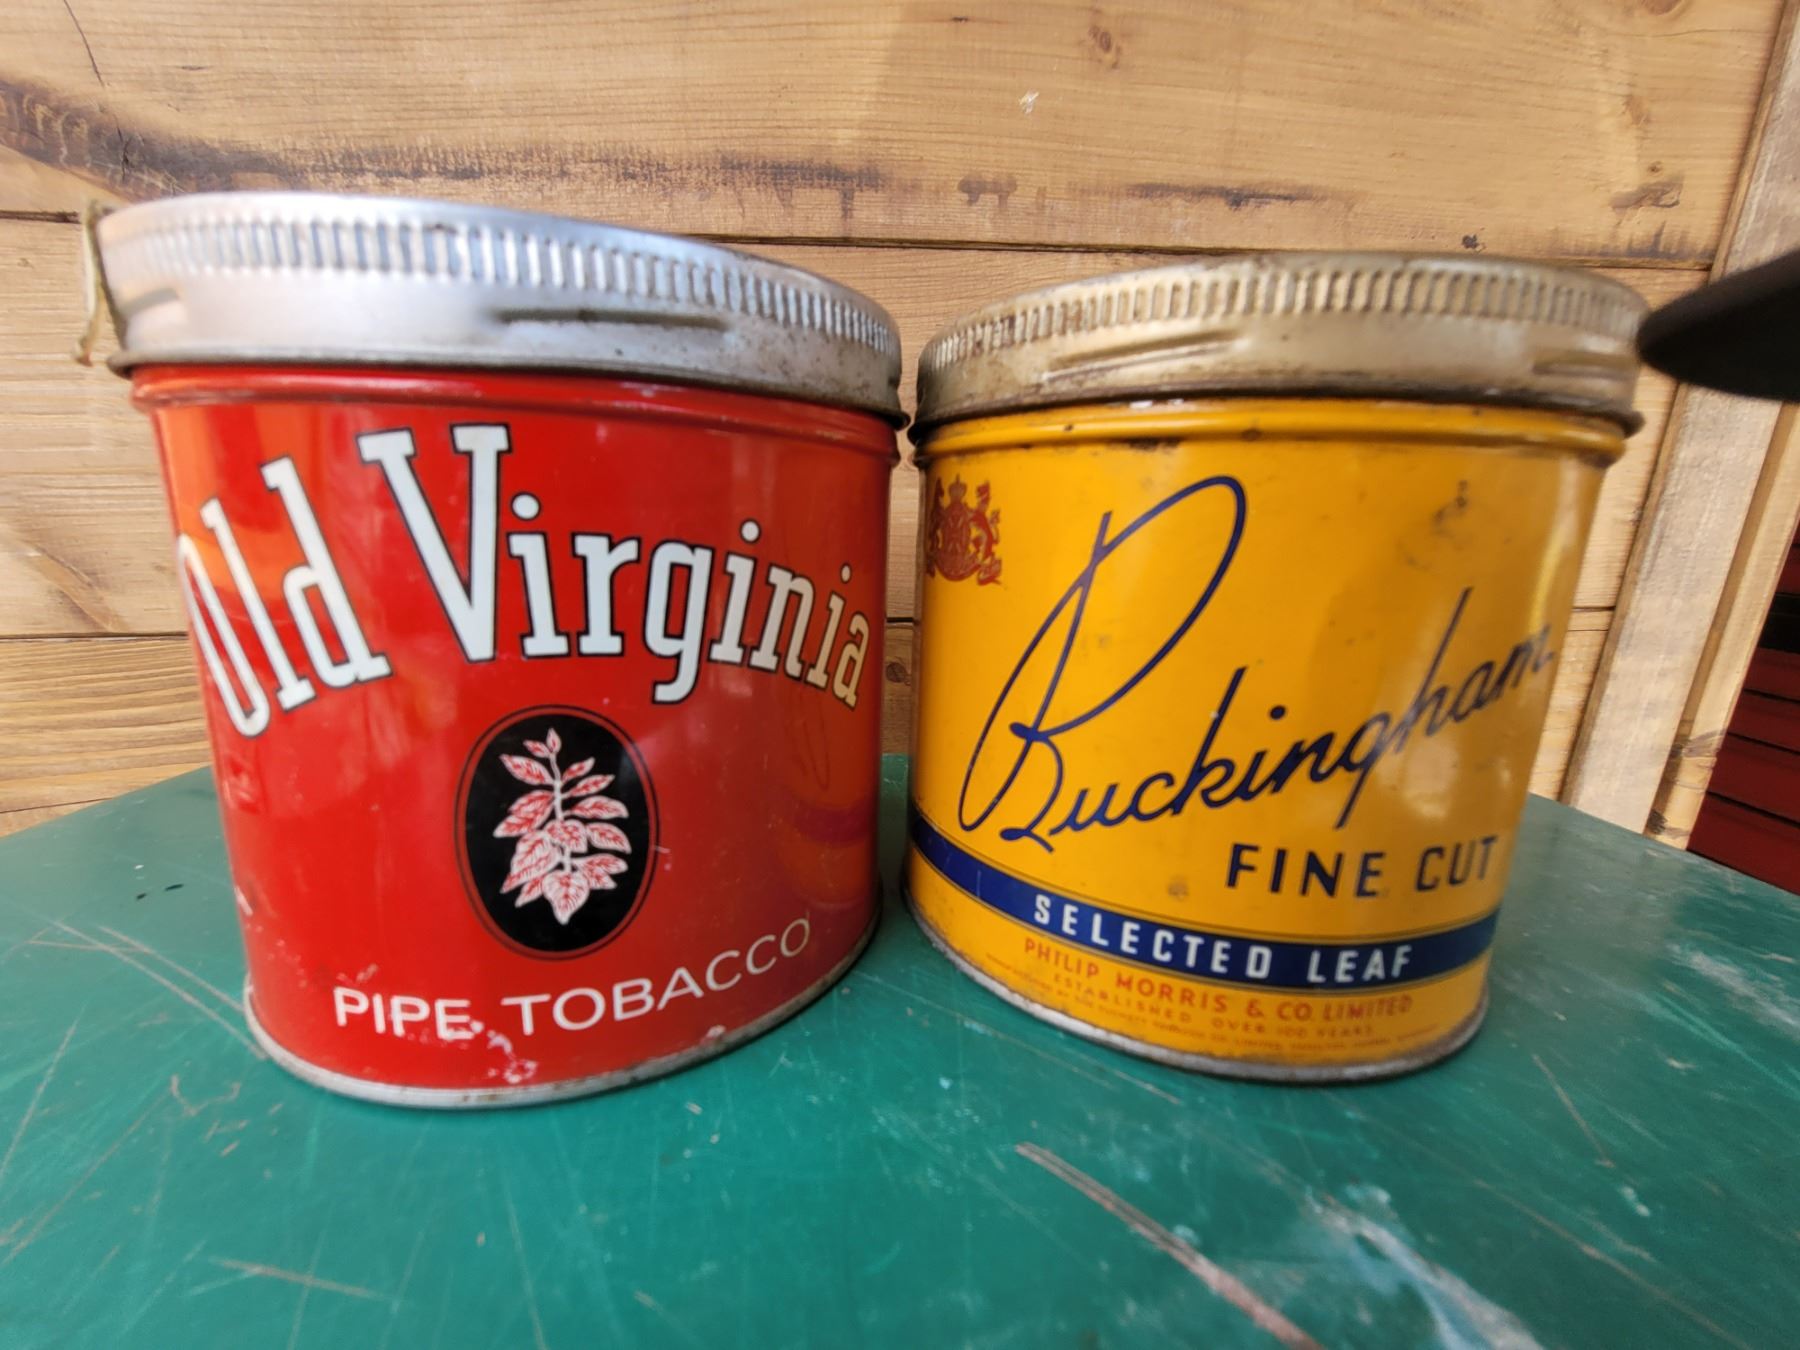 Old Virginia
PIPE TOBACCO
Buckingham
FINE CUT
SELECTED LEAF
PHILIP MORRIS & CO. LIMITED
ESTABLISHED OVER 100 YEARS